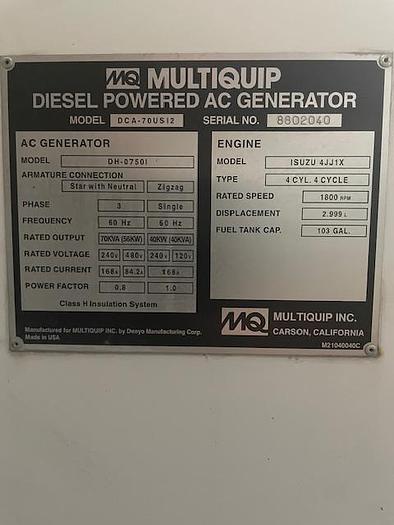 MQ MULTIQUIP
DIESEL POWERED AC GENERATOR
MODEL DCA-70USI2 SERIAL NO. 8802040
AC GENERATOR
MODEL DH-0750I
ARMATURE CONNECTION
Star with Neutral Zigzag
PHASE 3 Single
FREQUENCY 60 Hz 60 Hz
RATED OUTPUT 70KVA (56KW) 40KW (40KVA)
RATED VOLTAGE 240V 480V 240V 120V
RATED CURRENT 168A 84.2A 168A
POWER FACTOR 0.8 1.0
Class H Insulation System
ENGINE
MODEL ISUZU 4JJ1X
TYPE 4 CYL. 4 CYCLE
RATED SPEED 1800 RPM
DISPLACEMENT 2.999 L
FUEL TANK CAP. 103 GAL.
MQ MULTIQUIP INC.
CARSON, CALIFORNIA
Manufactured for MULTIQUIP INC. by Denyo Manufacturing Corp.
Made in USA
M21040040C